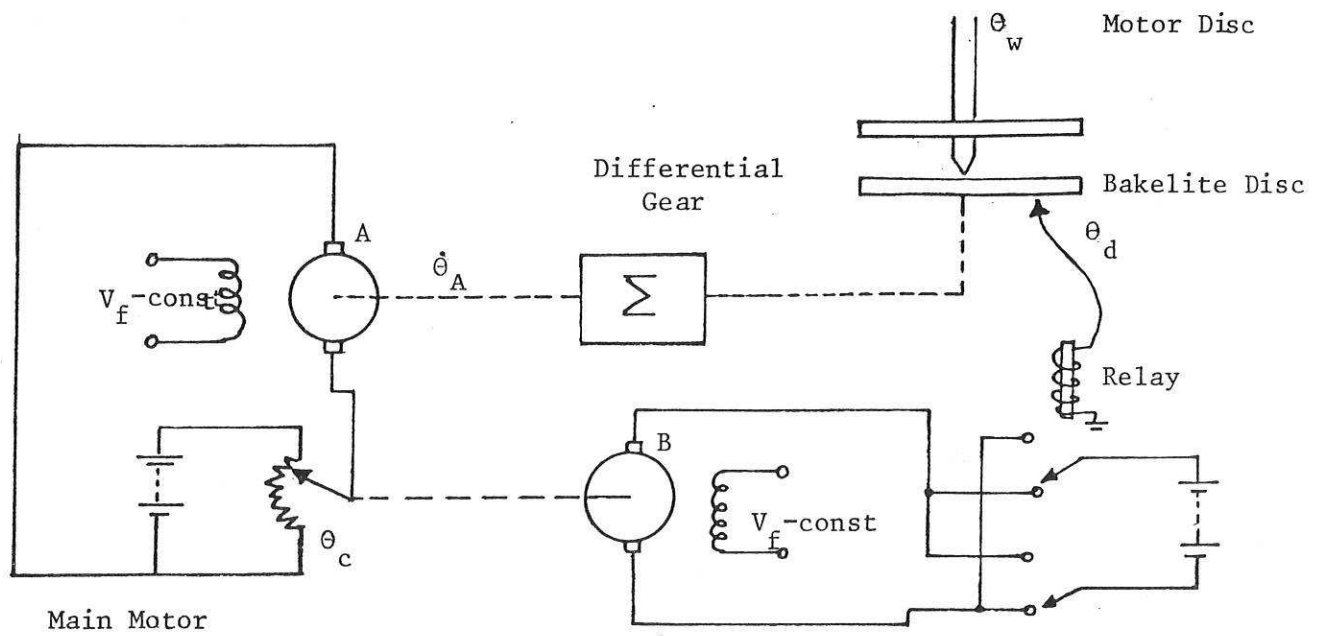 θw
Motor Disc
Differential
Gear
Bakelite Disc
A
θd
θ̇A
Vf-const
Σ
Relay
B
Vf-const
θc
Main Motor